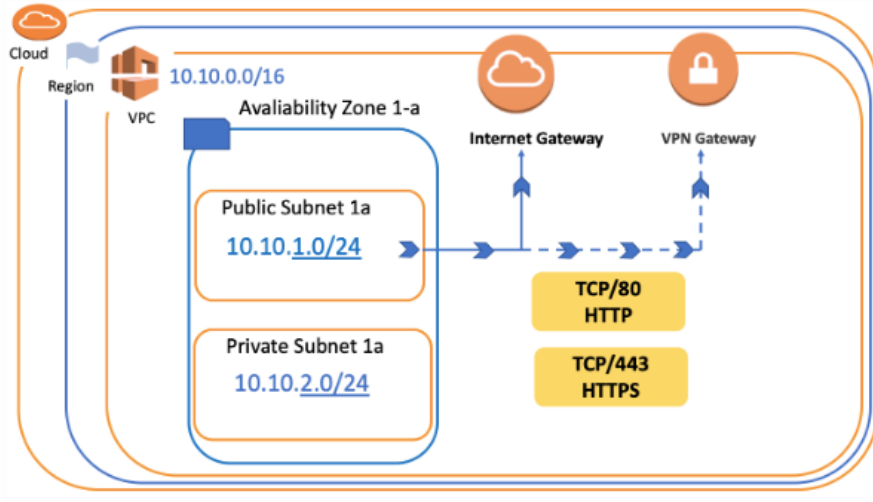 Cloud
Region
VPC
10.10.0.0/16
Avaliability Zone 1-a
Internet Gateway
VPN Gateway
Public Subnet 1a
10.10.1.0/24
TCP/80
HTTP
Private Subnet 1a
10.10.2.0/24
TCP/443
HTTPS